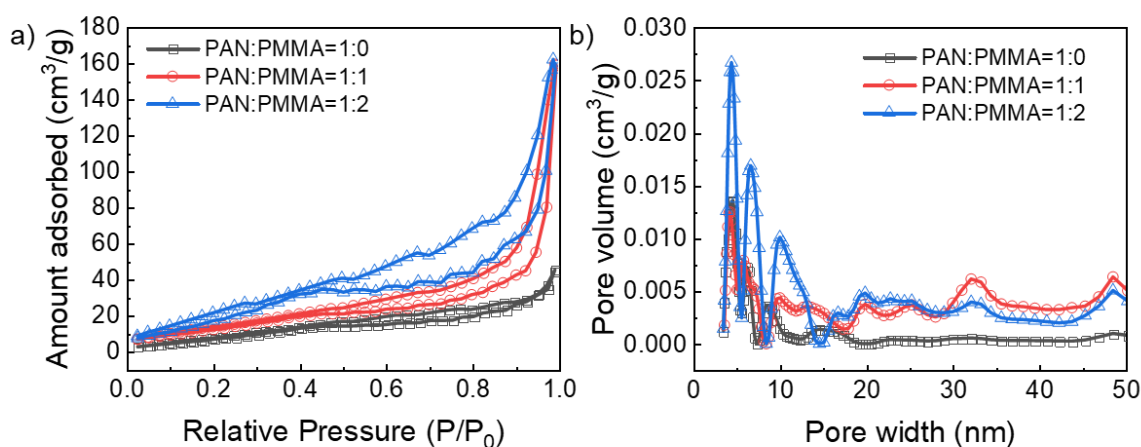 a)
Amount adsorbed (cm³/g)
180
160
140
120
100
80
60
40
20
0
PAN:PMMA=1:0
PAN:PMMA=1:1
PAN:PMMA=1:2
0.0 0.2 0.4 0.6 0.8 1.0
Relative Pressure (P/P₀)
b)
Pore volume (cm³/g)
0.030
0.025
0.020
0.015
0.010
0.005
0.000
PAN:PMMA=1:0
PAN:PMMA=1:1
PAN:PMMA=1:2
0 10 20 30 40 50
Pore width (nm)